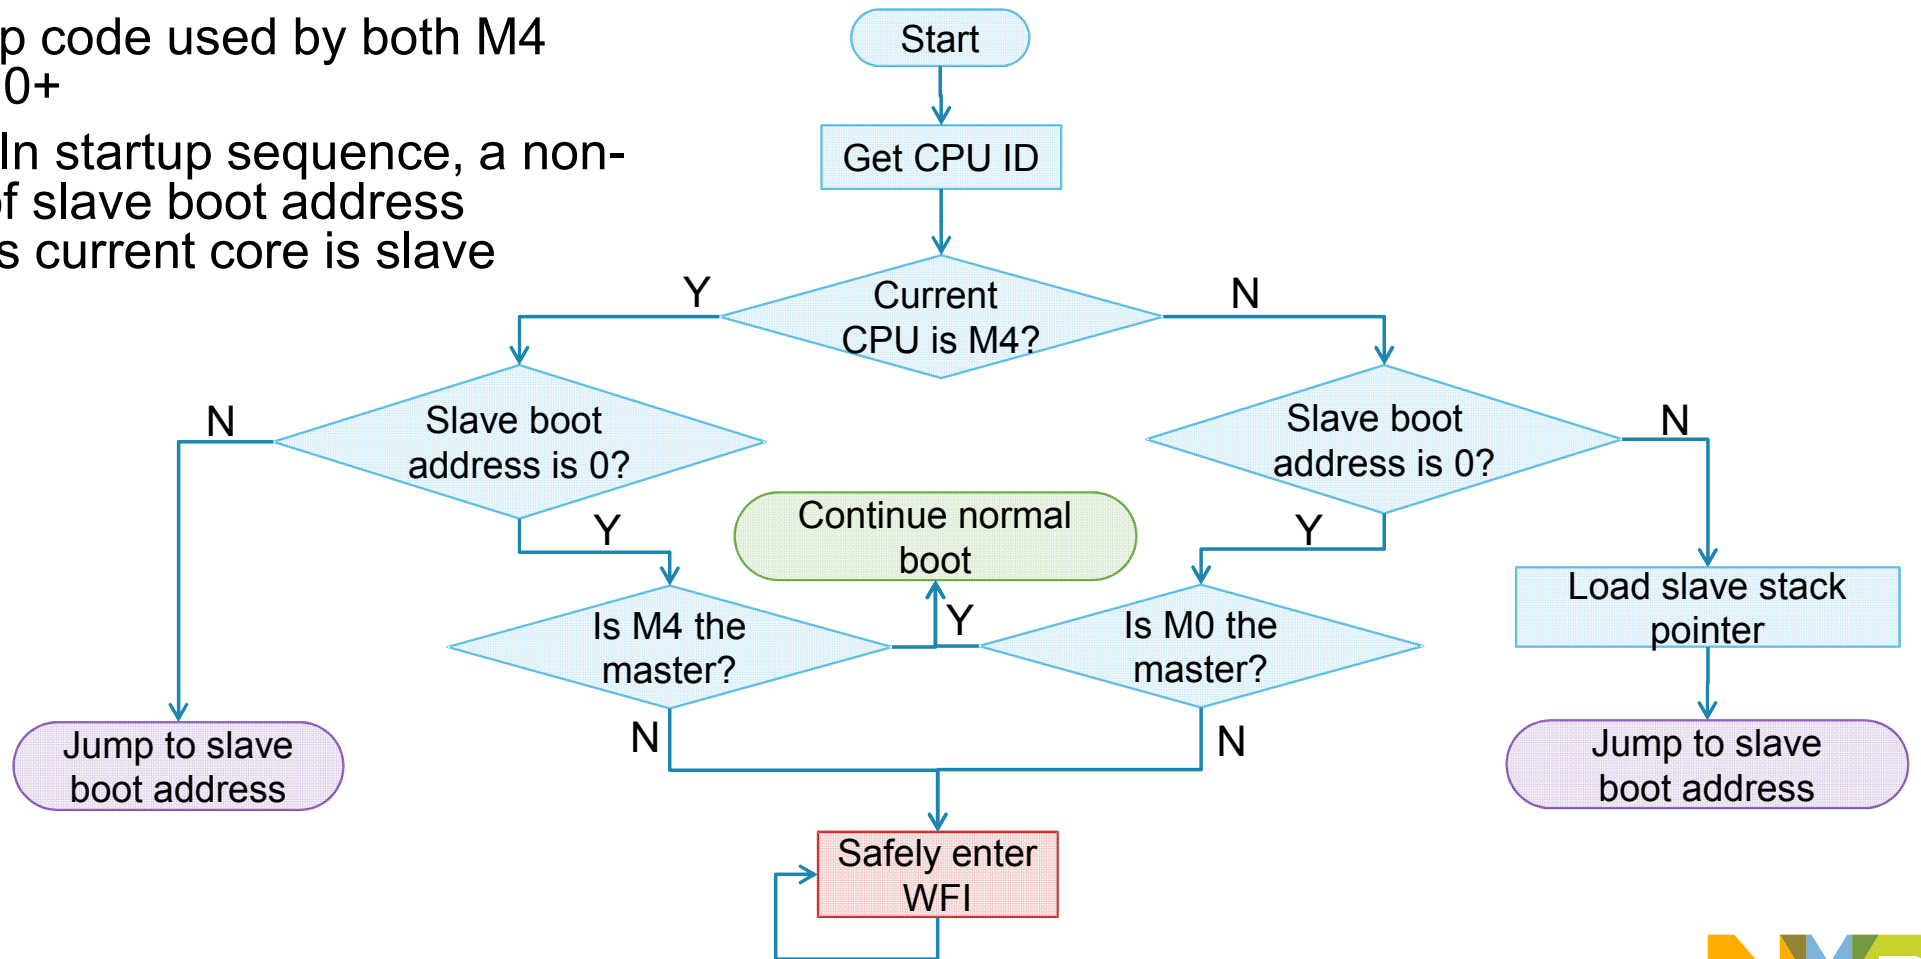 p code used by both M4
0+
In startup sequence, a non-
of slave boot address
s current core is slave
Start
Get CPU ID
Current
CPU is M4?
Y
N
Slave boot
address is 0?
N
Y
Slave boot
address is 0?
N
Y
Continue normal
boot
Is M4 the
master?
Y
Is M0 the
master?
Load slave stack
pointer
N
N
Jump to slave
boot address
Jump to slave
boot address
Safely enter
WFI